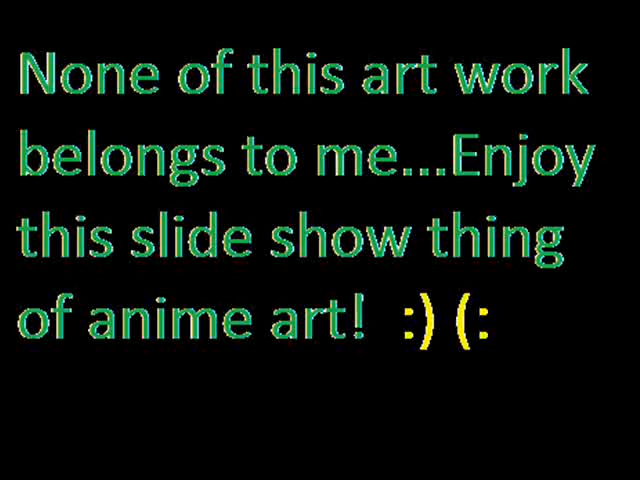 None of this art work
belongs to me...Enjoy
this slide show thing
of anime art!  :) (: